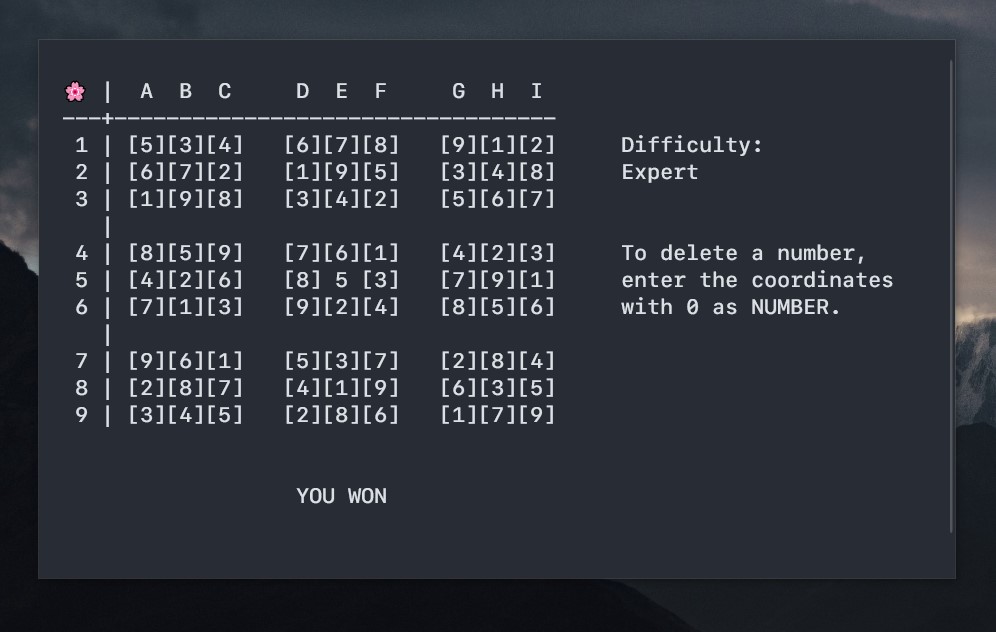 🌸 | A B C D E F G H I
---+----------------------------------
1 | [5][3][4] [6][7][8] [9][1][2] Difficulty:
2 | [6][7][2] [1][9][5] [3][4][8] Expert
3 | [1][9][8] [3][4][2] [5][6][7]
|
4 | [8][5][9] [7][6][1] [4][2][3] To delete a number,
5 | [4][2][6] [8] 5 [3] [7][9][1] enter the coordinates
6 | [7][1][3] [9][2][4] [8][5][6] with 0 as NUMBER.
|
7 | [9][6][1] [5][3][7] [2][8][4]
8 | [2][8][7] [4][1][9] [6][3][5]
9 | [3][4][5] [2][8][6] [1][7][9]
YOU WON